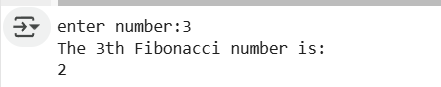 enter number:3
The 3th Fibonacci number is:
2